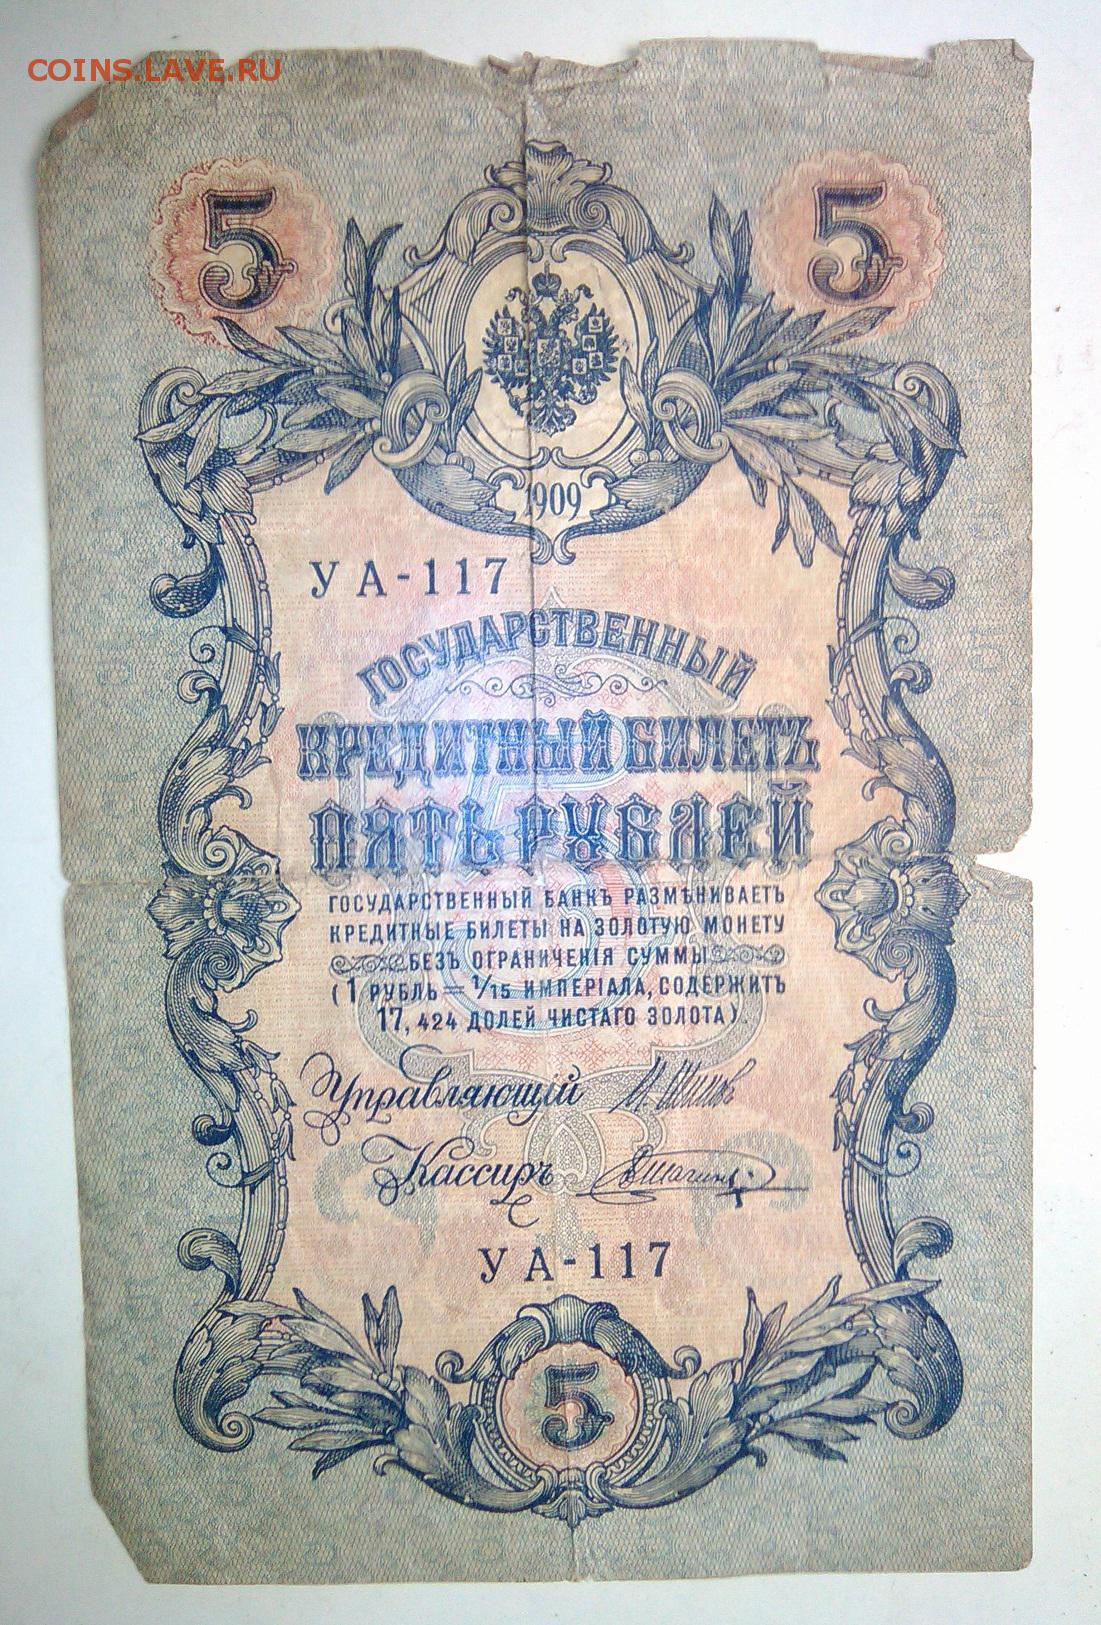 COINS.LAVE.RU
5 5
1909
УА-117
ГОСУДАРСТВЕННЫЙ
КРЕДИТНЫЙ БИЛЕТЪ
ПЯТЬ РУБЛЕЙ
ГОСУДАРСТВЕННЫЙ БАНКЪ РАЗМѢНИВАЕТЪ
КРЕДИТНЫЕ БИЛЕТЫ НА ЗОЛОТУЮ МОНЕТУ
БЕЗЪ ОГРАНИЧЕНІЯ СУММЫ
(1 РУБЛЬ = 1/15 ИМПЕРІАЛА, СОДЕРЖИТЪ
17,424 ДОЛЕЙ ЧИСТАГО ЗОЛОТА).
Управляющій И Шипов
Кассиръ
УА-117
5